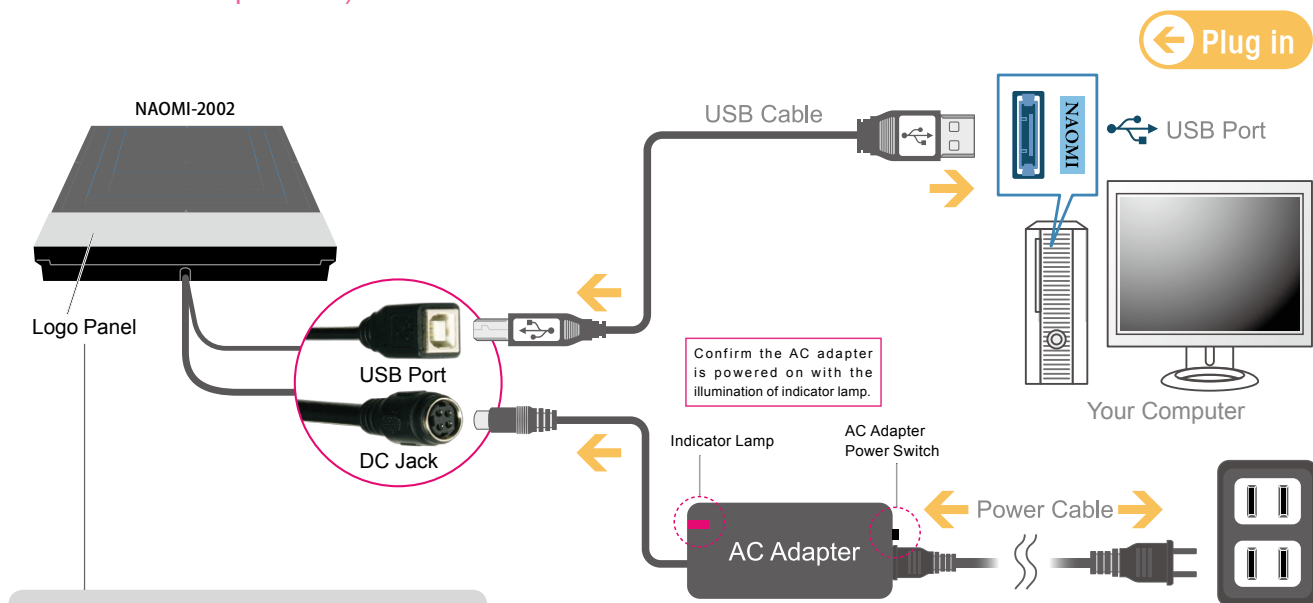 Plug in
NAOMI-2002
USB Cable
NAOMI
USB Port
Logo Panel
USB Port
DC Jack
Confirm the AC adapter
is powered on with the
illumination of indicator lamp.
Your Computer
Indicator Lamp
AC Adapter
Power Switch
Power Cable
AC Adapter